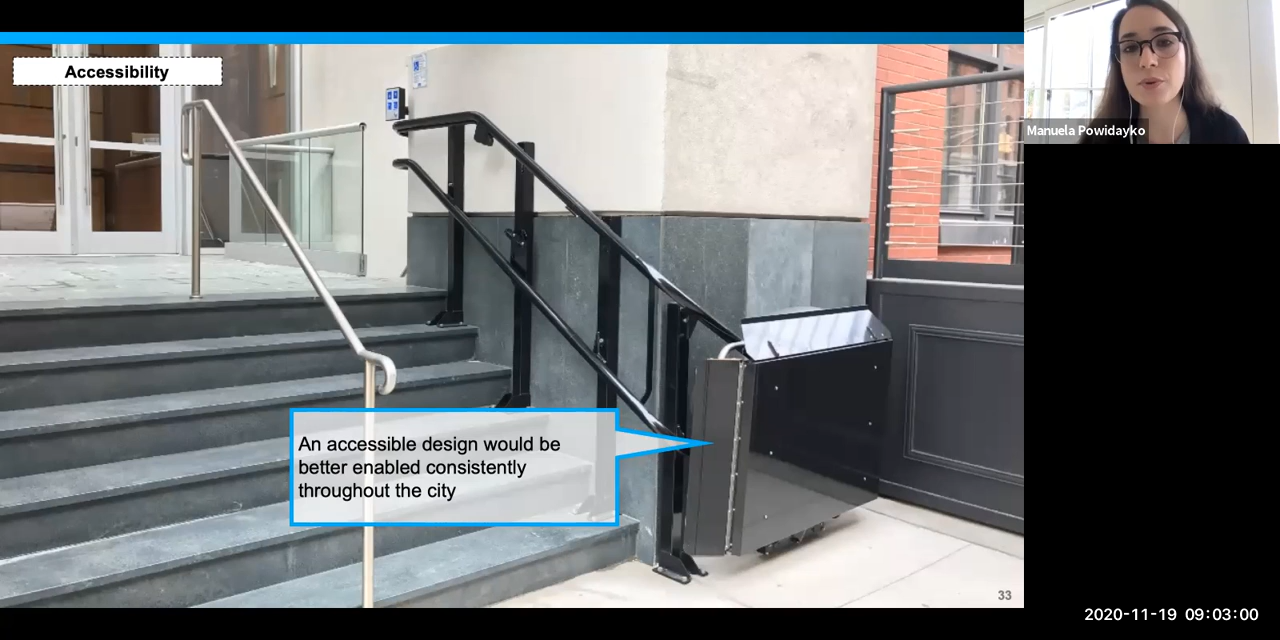 Accessibility
Manuela Powidayko
An accessible design would be
better enabled consistently
throughout the city
33
2020-11-19 09:03:00